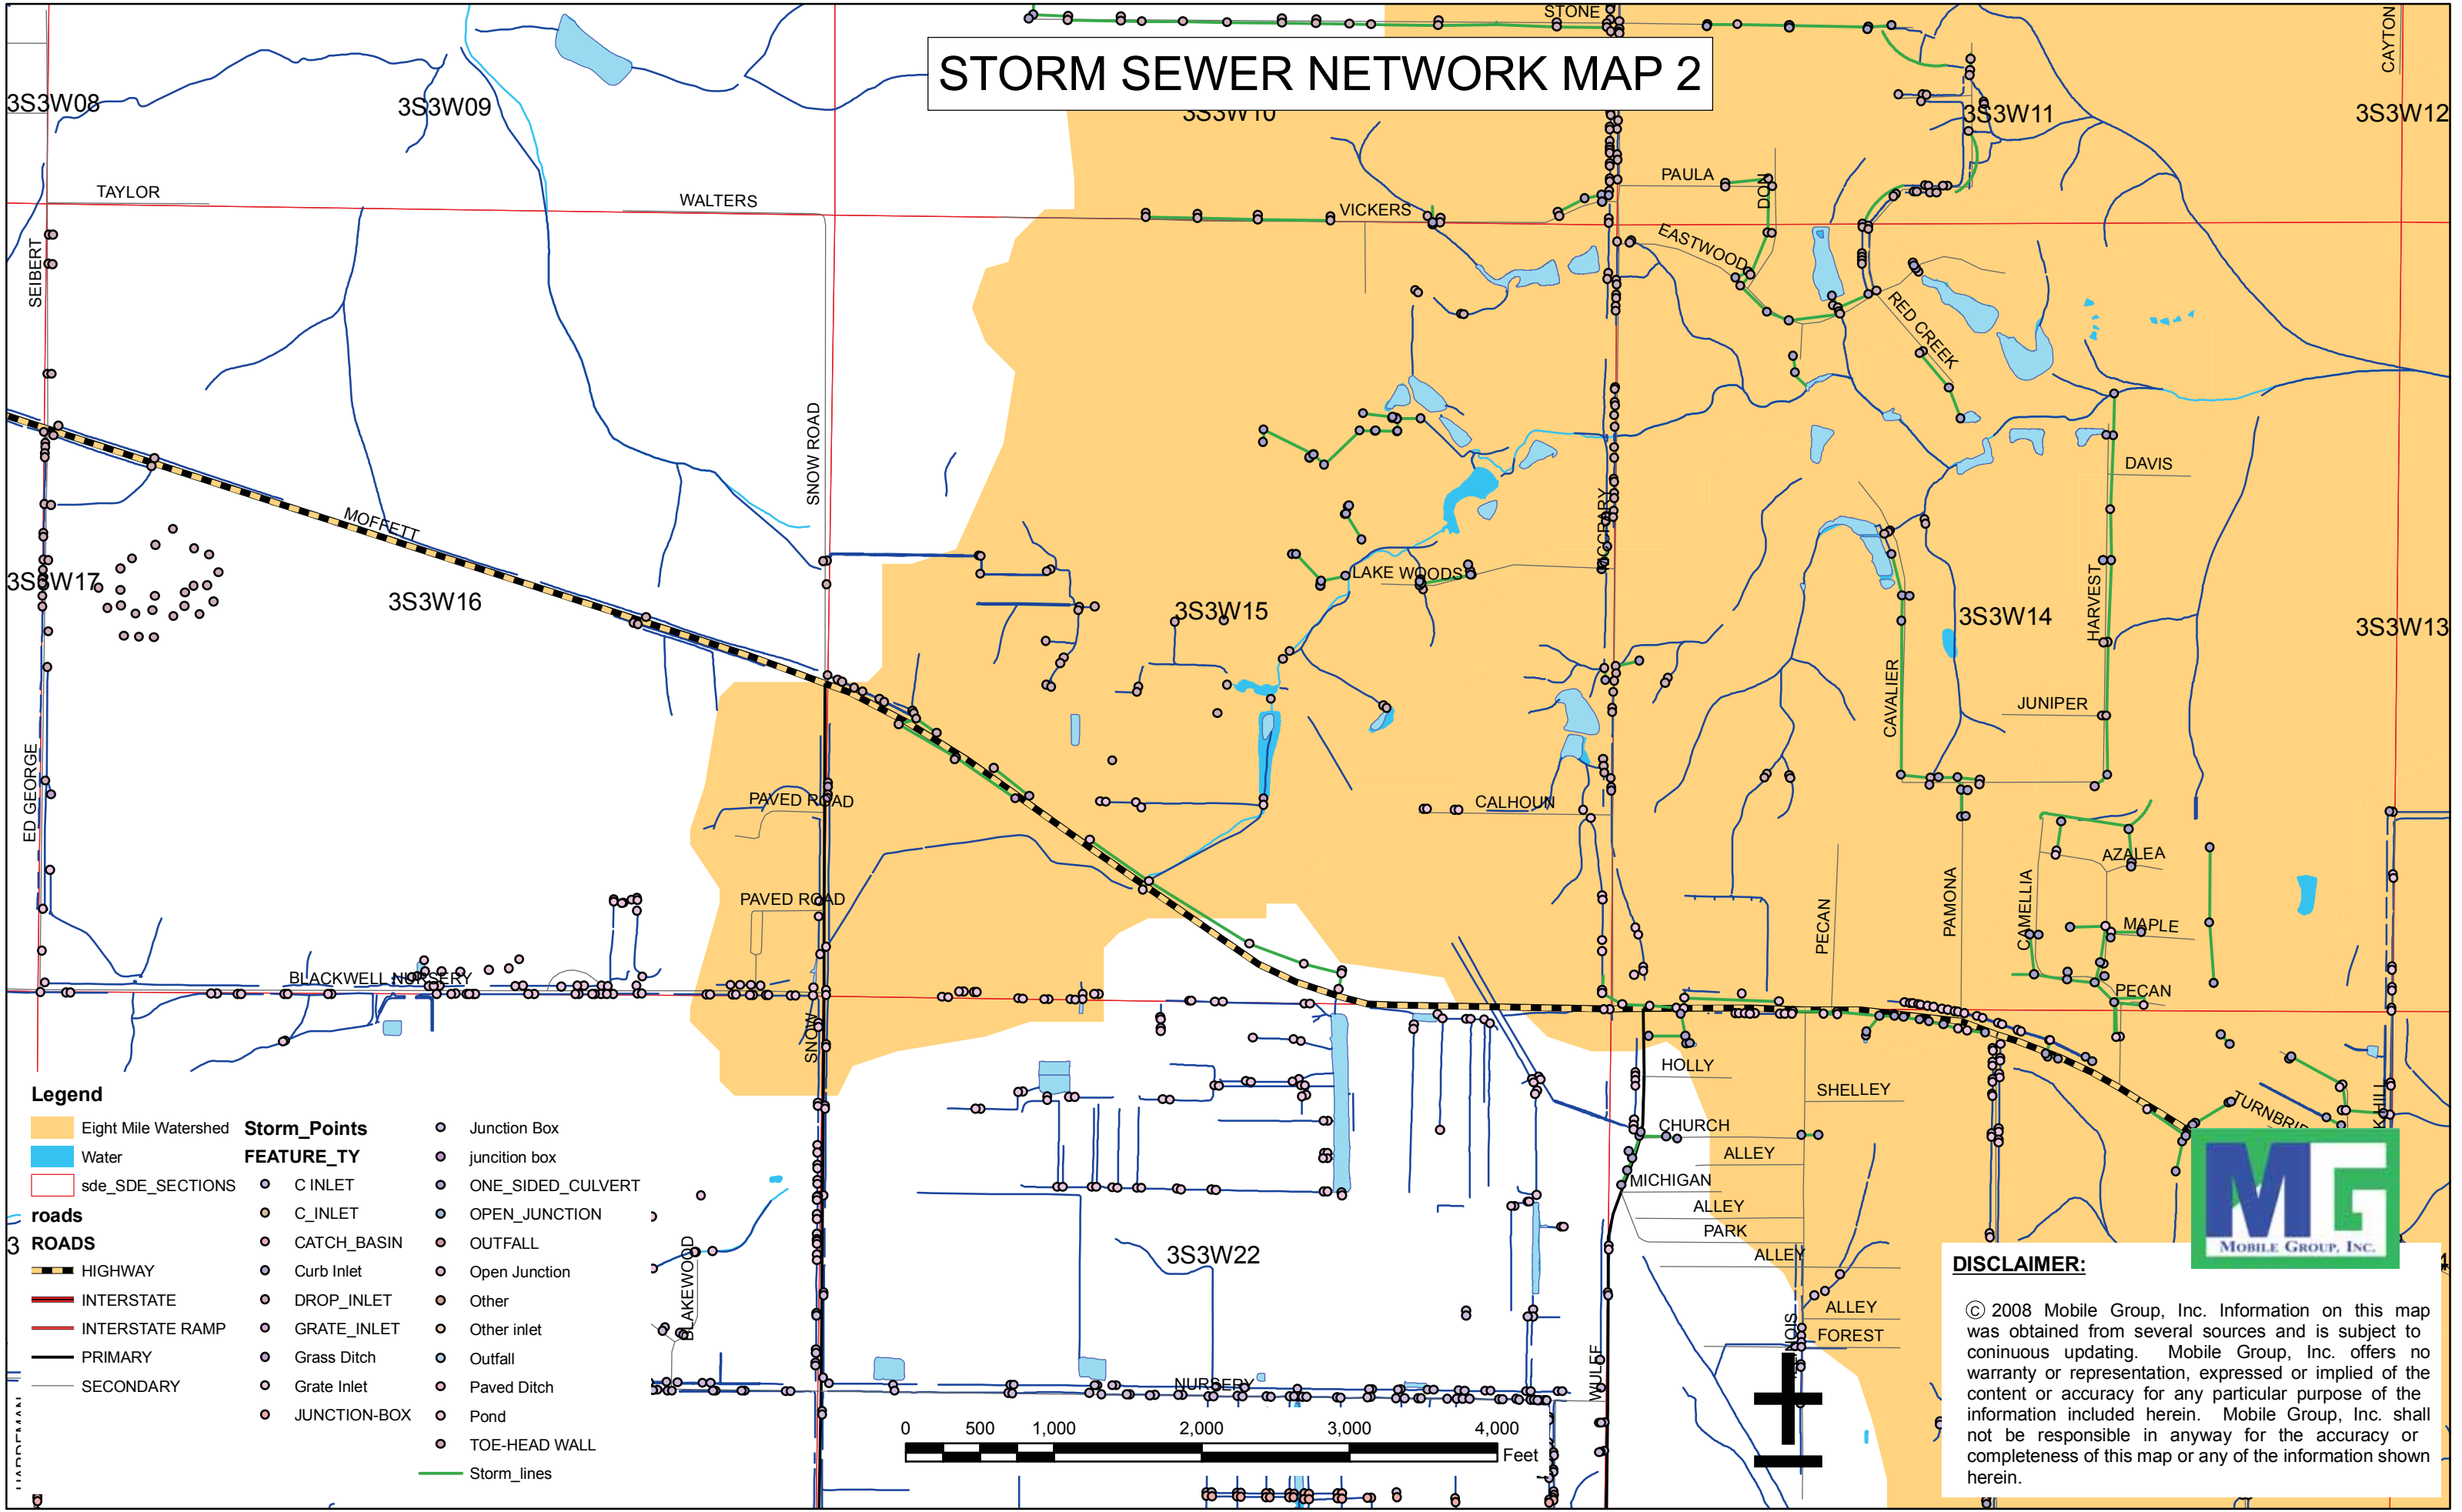 STONE
CAYTON
STORM SEWER NETWORK MAP 2
3S3W08
3S3W09
3S3W10
3S3W11
3S3W12
TAYLOR
WALTERS
VICKERS
PAULA
DON
EASTWOOD
SEIBERT
RED CREEK
SNOW ROAD
MOFFETT
DAVIS
3S3W17
3S3W16
3S3W15
LAKE WOODS
HARVEST
3S3W14
3S3W13
CAVALIER
JUNIPER
ED GEORGE
PAVED ROAD
CALHOUN
AZALEA
PAVED ROAD
PECAN
PAMONA
CAMELLIA
MAPLE
BLACKWELL NURSERY
PECAN
SNOW
HOLLY
SHELLEY
TURNBRI
CHURCH
ALLEY
MICHIGAN
ALLEY
PARK
ALLEY
3S3W22
BLAKEWOOD
ALLEY
FOREST
NURSERY
Legend
Eight Mile Watershed
Water
sde_SDE_SECTIONS
roads
ROADS
HIGHWAY
INTERSTATE
INTERSTATE RAMP
PRIMARY
SECONDARY
Storm_Points
FEATURE_TY
C INLET
C_INLET
CATCH_BASIN
Curb Inlet
DROP_INLET
GRATE_INLET
Grass Ditch
Grate Inlet
JUNCTION-BOX
Junction Box
juncition box
ONE_SIDED_CULVERT
OPEN_JUNCTION
OUTFALL
Open Junction
Other
Other inlet
Outfall
Paved Ditch
Pond
TOE-HEAD WALL
Storm_lines
0 500 1,000 2,000 3,000 4,000
Feet
MG
MOBILE GROUP, INC.
DISCLAIMER:
© 2008 Mobile Group, Inc. Information on this map
was obtained from several sources and is subject to
coninuous updating. Mobile Group, Inc. offers no
warranty or representation, expressed or implied of the
content or accuracy for any particular purpose of the
information included herein. Mobile Group, Inc. shall
not be responsible in anyway for the accuracy or
completeness of this map or any of the information shown
herein.